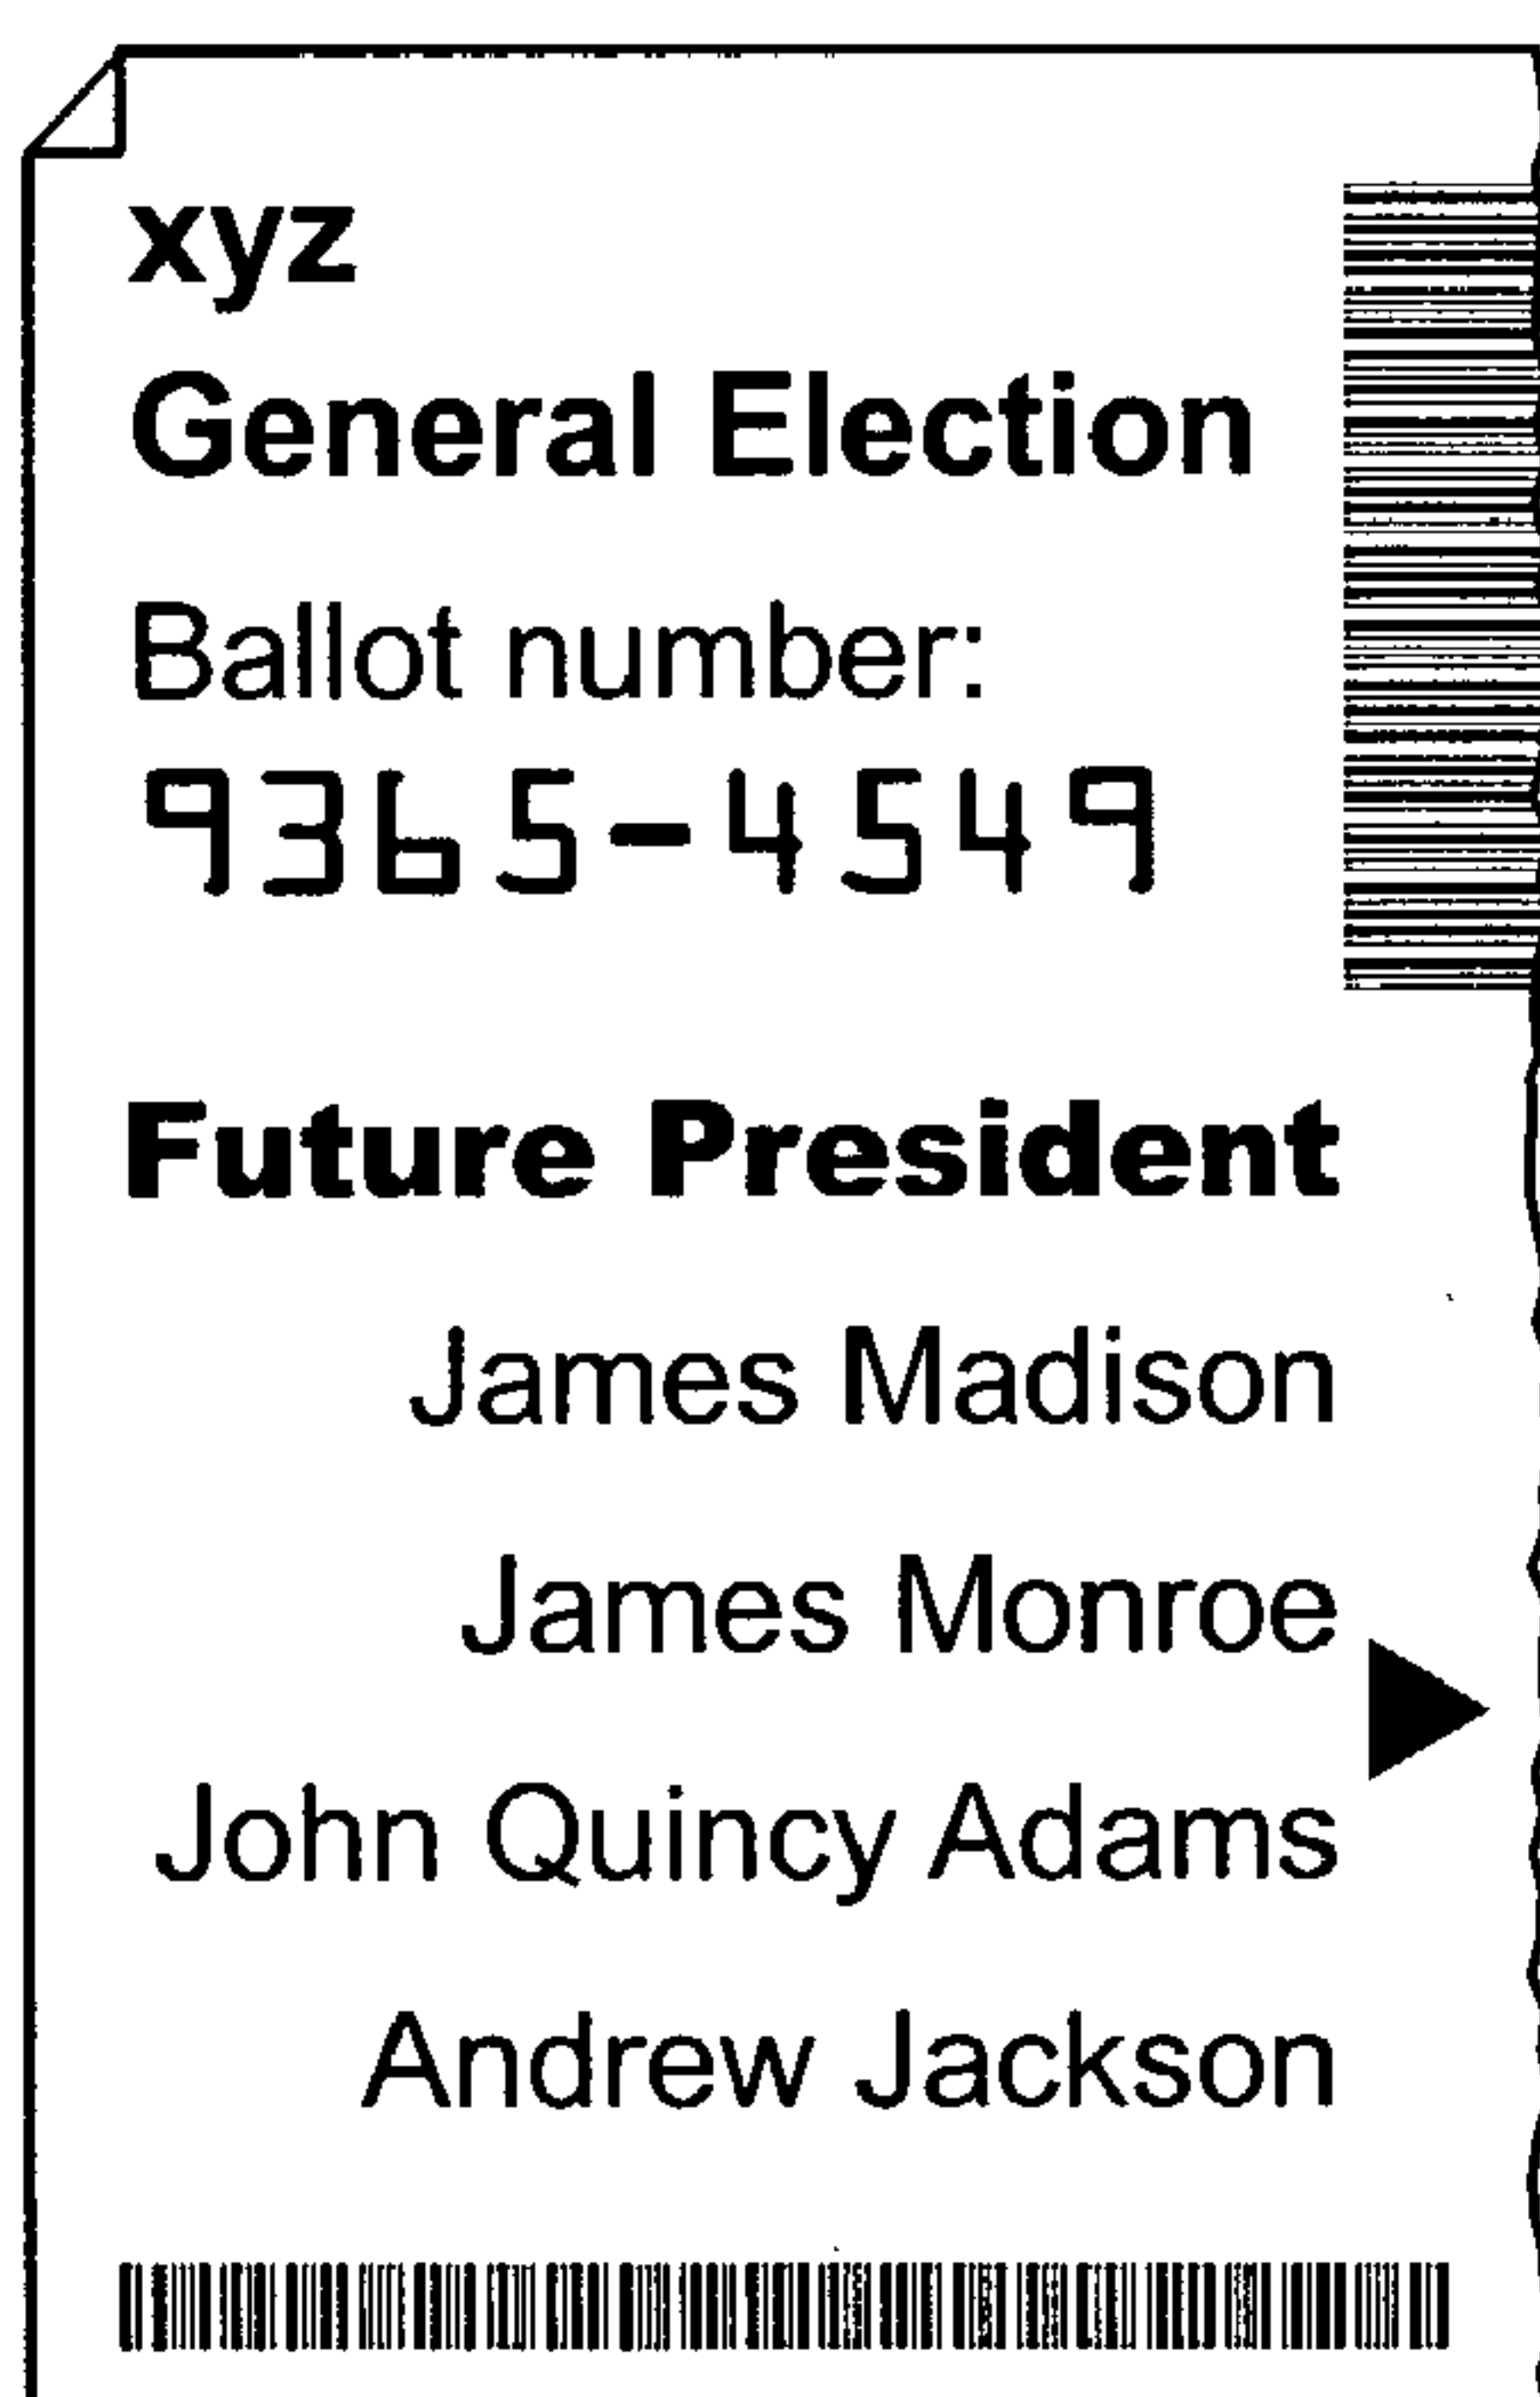 xyz
General Election
Ballot number:
9365-4549
Future President
James Madison
James Monroe
John Quincy Adams
Andrew Jackson